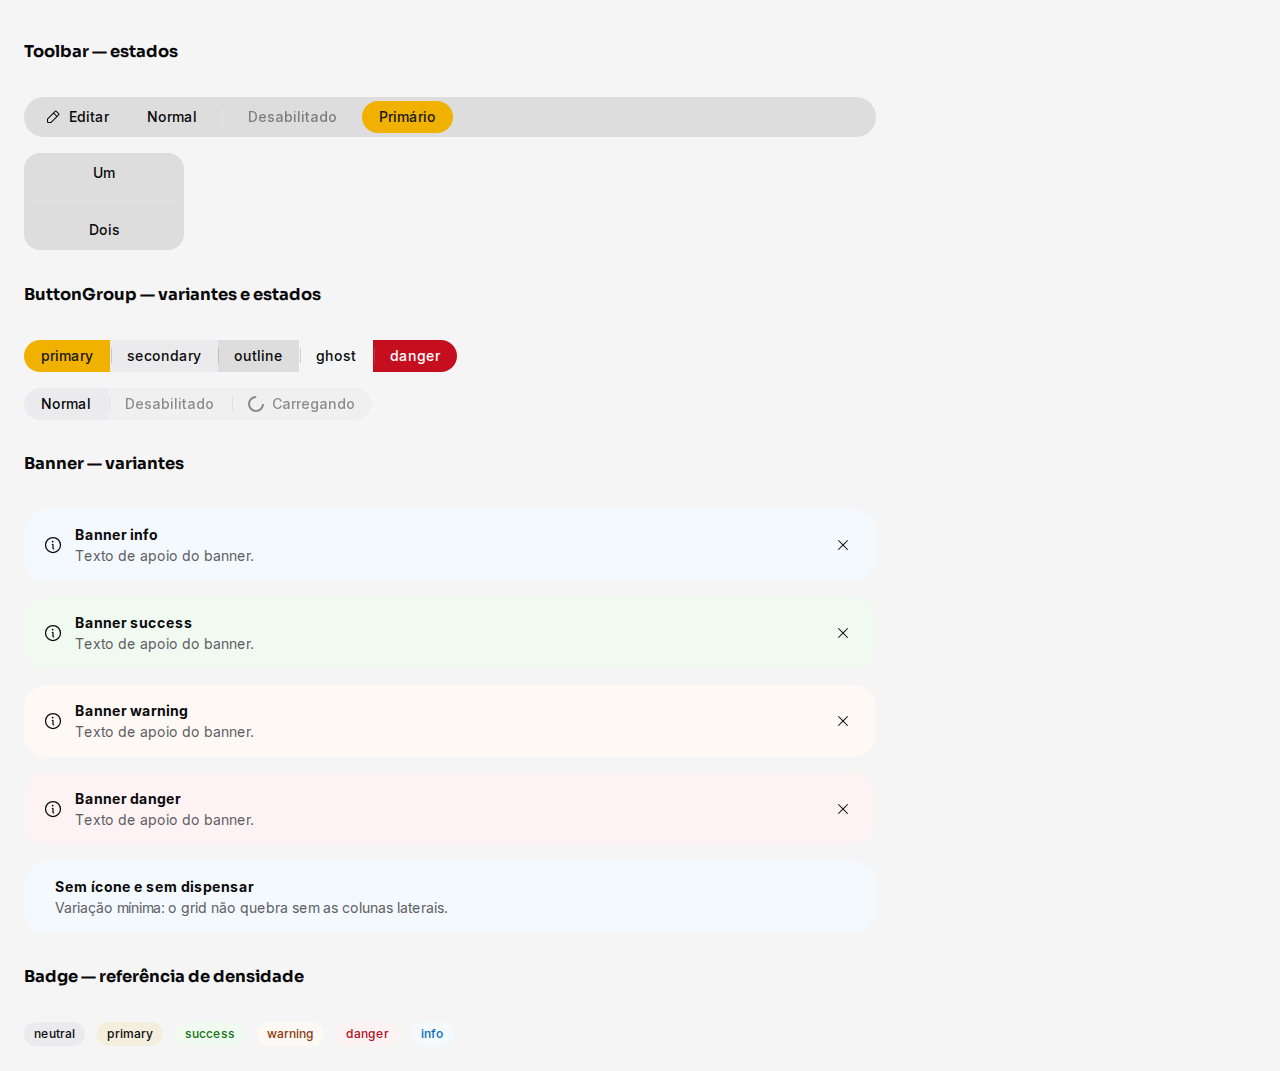 Toolbar — estados
Editar Normal Desabilitado Primário
Um
Dois
ButtonGroup — variantes e estados
primary secondary outline ghost danger
Normal Desabilitado Carregando
Banner — variantes
Banner info
Texto de apoio do banner.
Banner success
Texto de apoio do banner.
Banner warning
Texto de apoio do banner.
Banner danger
Texto de apoio do banner.
Sem ícone e sem dispensar
Variação mínima: o grid não quebra sem as colunas laterais.
Badge — referência de densidade
neutral primary success warning danger info